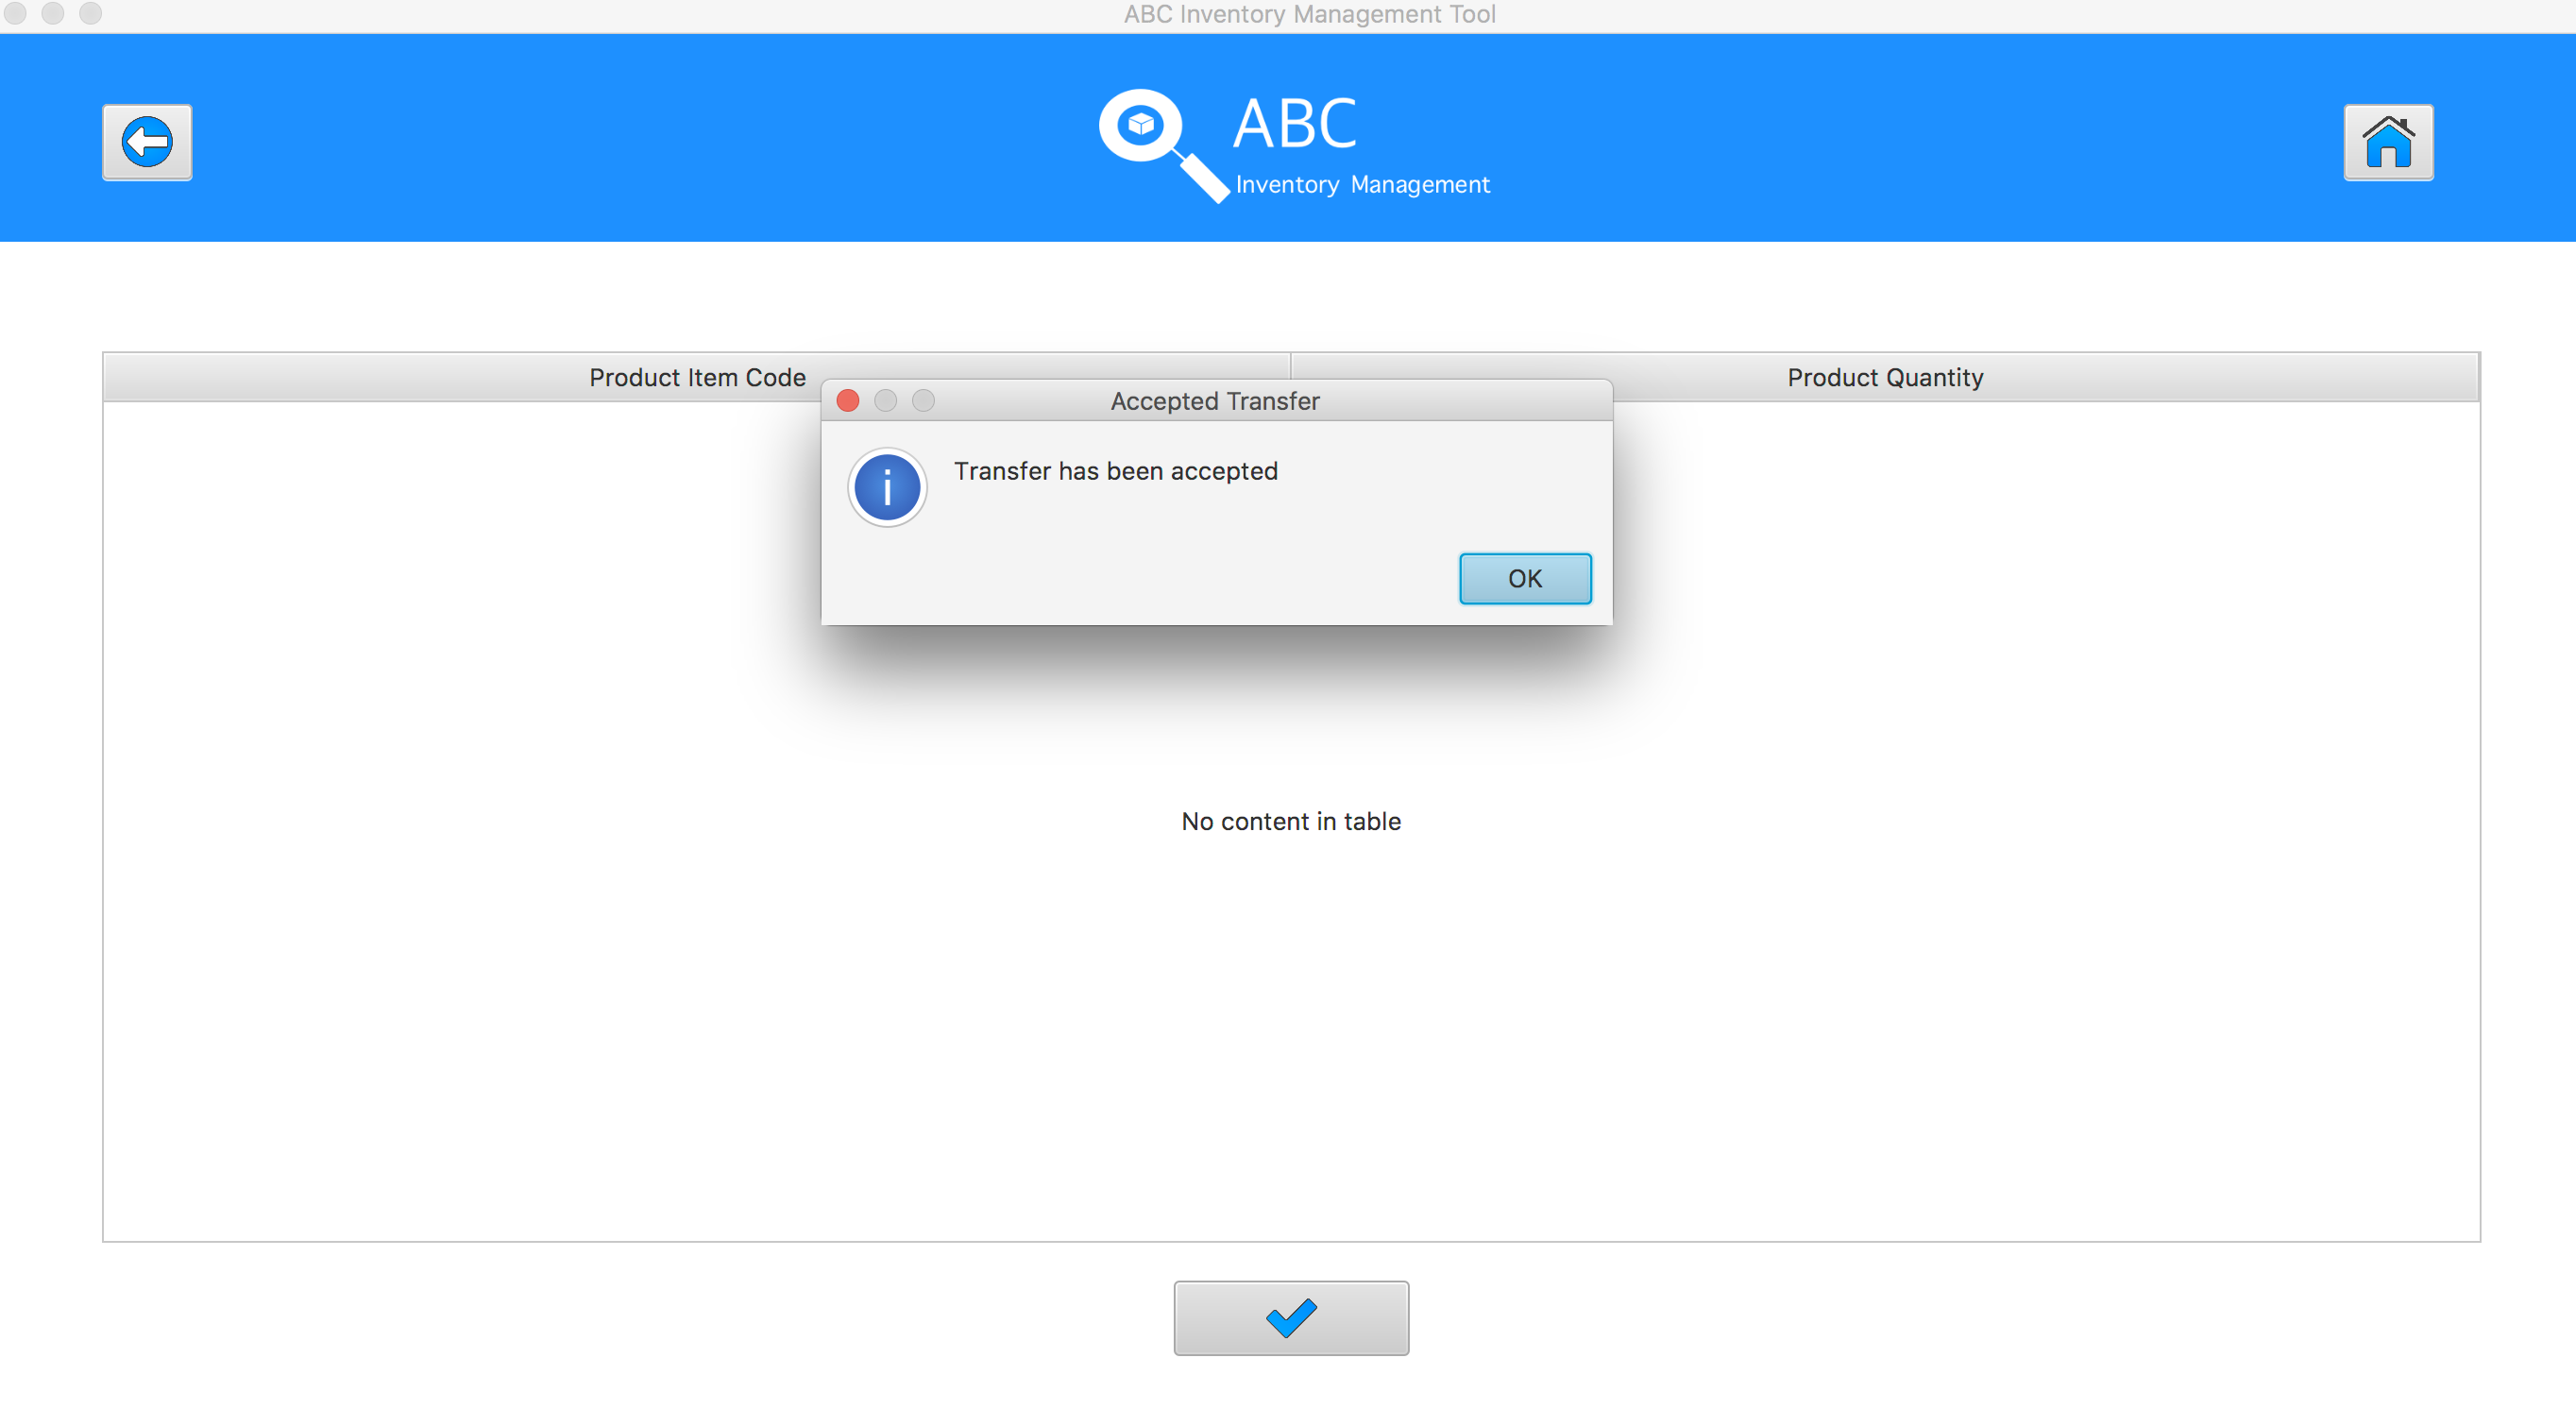 ABC Inventory Management Tool
ABC
Inventory Management
Product Item Code
Product Quantity
Accepted Transfer
Transfer has been accepted
OK
No content in table